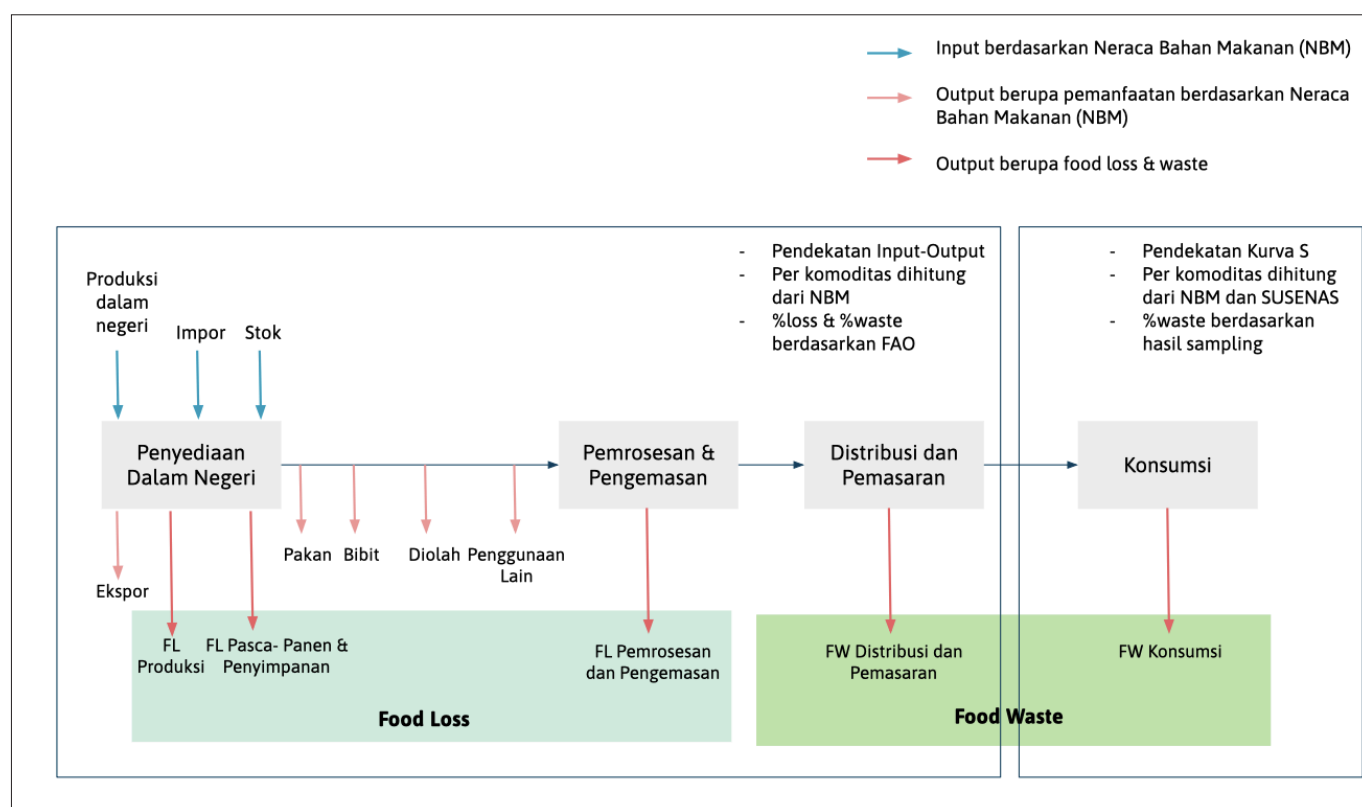 Input berdasarkan Neraca Bahan Makanan (NBM)
Output berupa pemanfaatan berdasarkan Neraca
Bahan Makanan (NBM)
Output berupa food loss & waste
- Pendekatan Input-Output
- Per komoditas dihitung
dari NBM
- %loss & %waste
berdasarkan FAO
- Pendekatan Kurva S
- Per komoditas dihitung
dari NBM dan SUSENAS
- %waste berdasarkan
hasil sampling
Produksi
dalam
negeri
Impor
Stok
Penyediaan
Dalam Negeri
Pemrosesan &
Pengemasan
Distribusi dan
Pemasaran
Konsumsi
Ekspor
Pakan
Bibit
Diolah
Penggunaan
Lain
FL
Produksi
FL Pasca- Panen &
Penyimpanan
FL Pemrosesan
dan Pengemasan
FW Distribusi dan
Pemasaran
FW Konsumsi
Food Loss
Food Waste